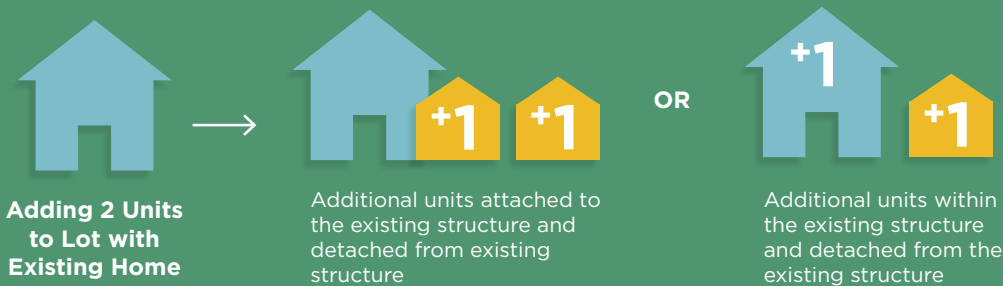 +1
+1
OR
+1
+1
Adding 2 Units
to Lot with
Existing Home
Additional units attached to
the existing structure and
detached from existing
structure
Additional units within
the existing structure
and detached from the
existing structure